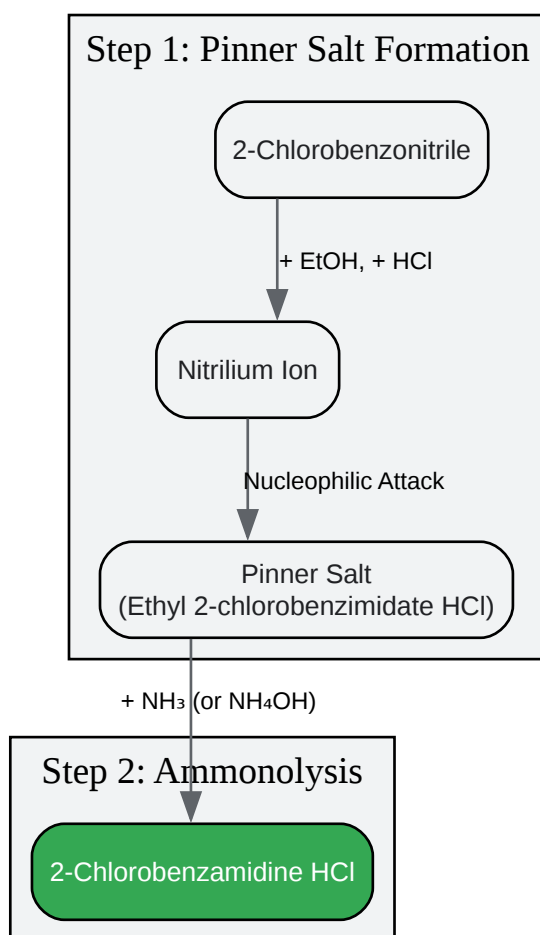 Step 1: Pinner Salt Formation
2-Chlorobenzonitrile
+ EtOH, + HCl
Nitrilium Ion
Nucleophilic Attack
Pinner Salt
(Ethyl 2-chlorobenzimidate HCl)
+ NH₃ (or NH₄OH)
Step 2: Ammonolysis
2-Chlorobenzamidine HCl